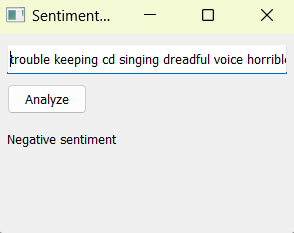 Sentiment...
trouble keeping cd singing dreadful voice horrible
Analyze
Negative sentiment